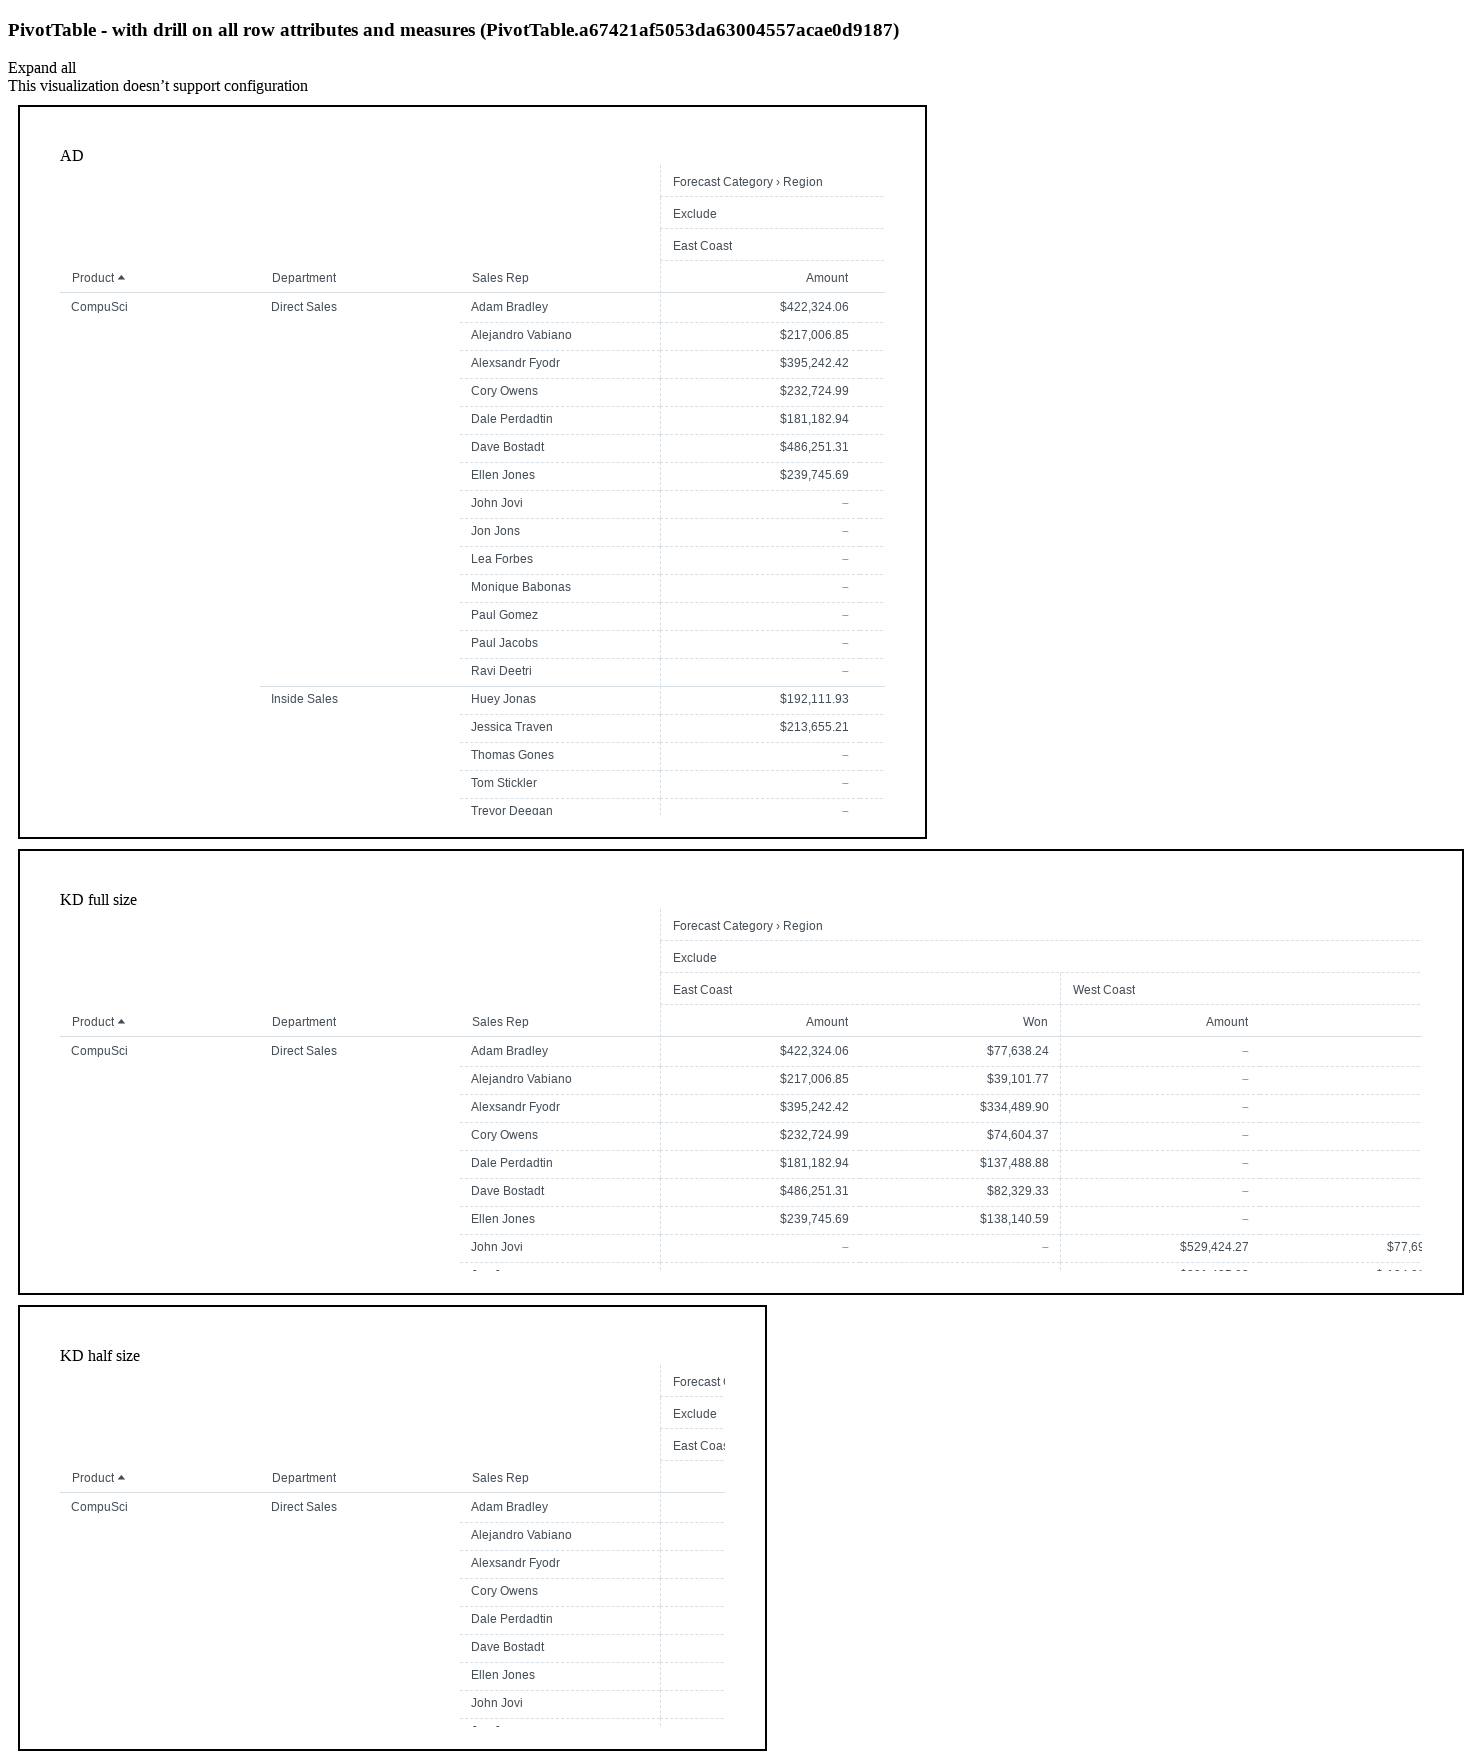 PivotTable - with drill on all row attributes and measures (PivotTable.a67421af5053da63004557acae0d9187)
Expand all
This visualization doesn’t support configuration
AD
Forecast Category › Region
Exclude
East Coast
Product Department Sales Rep Amount
CompuSci Direct Sales Adam Bradley $422,324.06
Alejandro Vabiano $217,006.85
Alexsandr Fyodr $395,242.42
Cory Owens $232,724.99
Dale Perdadtin $181,182.94
Dave Bostadt $486,251.31
Ellen Jones $239,745.69
John Jovi –
Jon Jons –
Lea Forbes –
Monique Babonas –
Paul Gomez –
Paul Jacobs –
Ravi Deetri –
Inside Sales Huey Jonas $192,111.93
Jessica Traven $213,655.21
Thomas Gones –
Tom Stickler –
Trevor Deegan –
KD full size
Forecast Category › Region
Exclude
East Coast West Coast
Product Department Sales Rep Amount Won Amount
CompuSci Direct Sales Adam Bradley $422,324.06 $77,638.24 –
Alejandro Vabiano $217,006.85 $39,101.77 –
Alexsandr Fyodr $395,242.42 $334,489.90 –
Cory Owens $232,724.99 $74,604.37 –
Dale Perdadtin $181,182.94 $137,488.88 –
Dave Bostadt $486,251.31 $82,329.33 –
Ellen Jones $239,745.69 $138,140.59 –
John Jovi – – $529,424.27 $77,69
KD half size
Forecast
Exclude
East Coas
Product Department Sales Rep
CompuSci Direct Sales Adam Bradley
Alejandro Vabiano
Alexsandr Fyodr
Cory Owens
Dale Perdadtin
Dave Bostadt
Ellen Jones
John Jovi